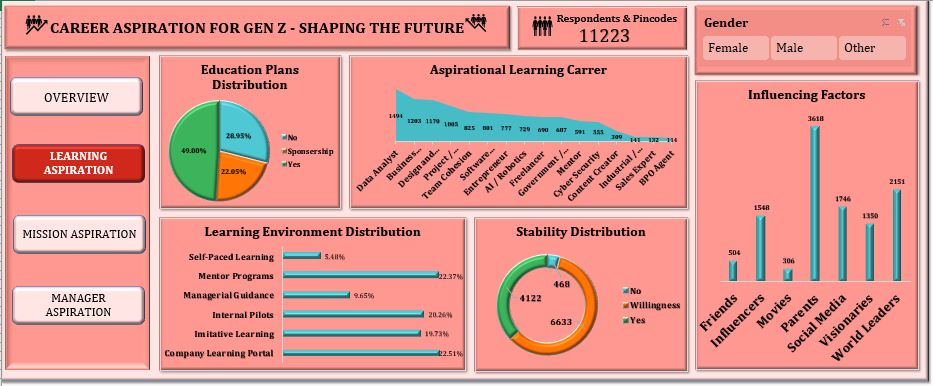 CAREER ASPIRATION FOR GEN Z - SHAPING THE FUTURE
Respondents & Pincodes
11223
Gender
Female
Male
Other
OVERVIEW
LEARNING
ASPIRATION
MISSION ASPIRATION
MANAGER
ASPIRATION
Education Plans
Distribution
28.95%
22.05%
49.00%
No
Sponsership
Yes
Aspirational Learning Carrer
1494
1203
1179
1005
825
801
777
729
690
687
591
555
309
141
132
114
Data Analyst
Business...
Design and...
Project /...
Team Cohesion
Software...
Entrepreneur
AI / Robotics
Freelancer
Government /...
Mentor
Cyber Security
Content Creator
Industrial /...
Sales Expert
BPO Agent
Influencing Factors
504
1548
306
3618
1746
1350
2151
Friends
Influencers
Movies
Parents
Social Media
Visionaries
World Leaders
Learning Environment Distribution
Self-Paced Learning 5.48%
Mentor Programs 22.37%
Managerial Guidance 9.65%
Internal Pilots 20.26%
Imitative Learning 19.73%
Company Learning Portal 22.51%
Stability Distribution
468
4122
6633
No
Willingness
Yes